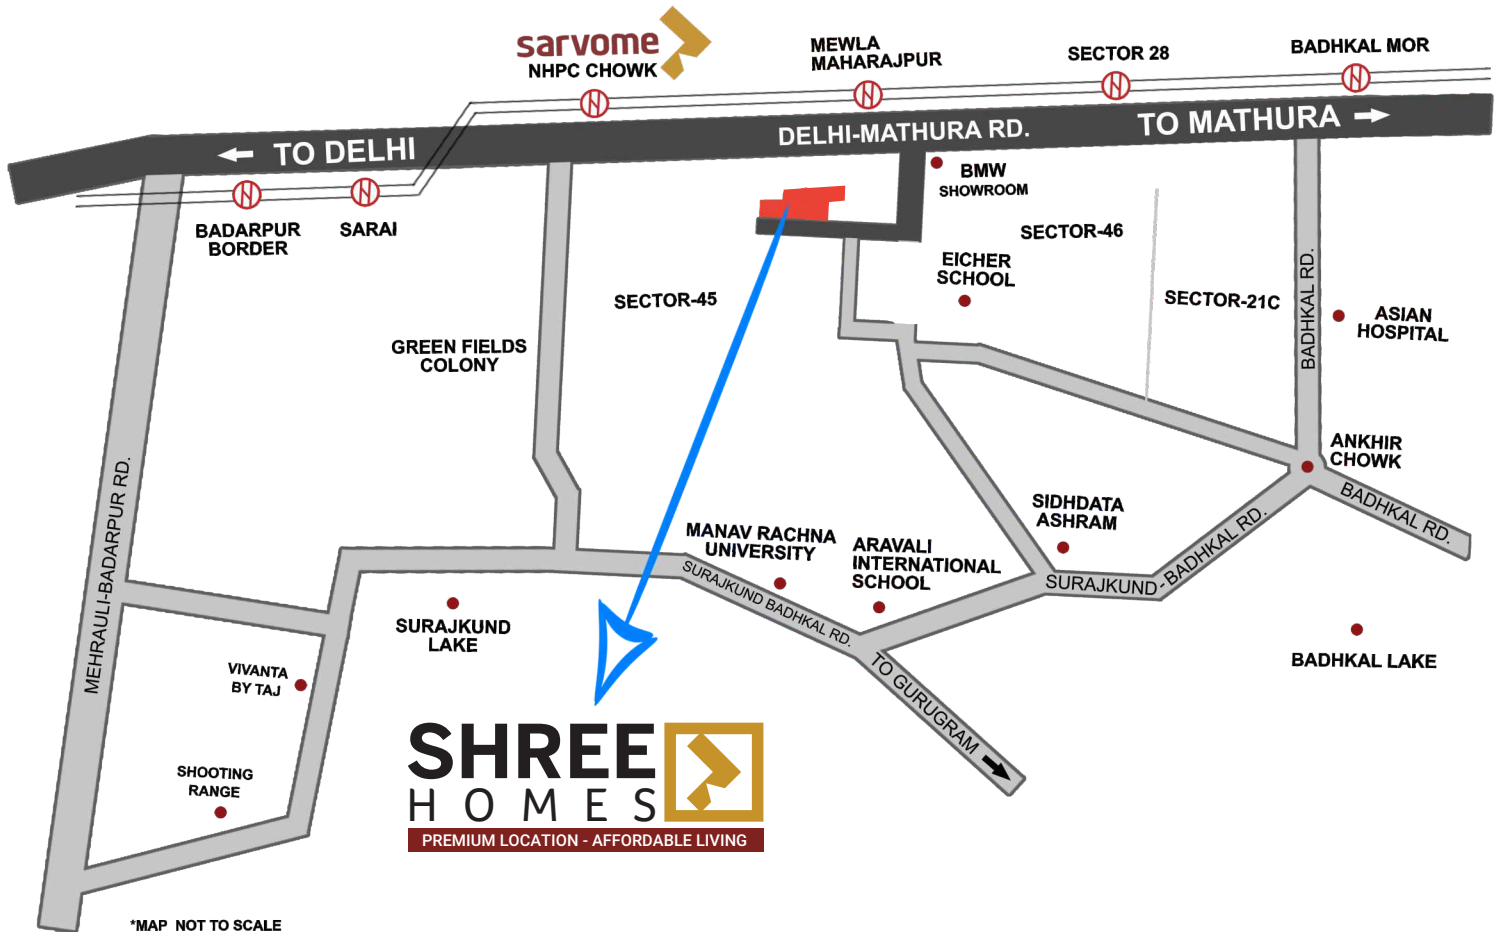 sarvome
NHPC CHOWK
MEWLA
MAHARAJPUR
SECTOR 28
BADHKAL MOR
TO DELHI
DELHI-MATHURA RD.
TO MATHURA
BADARPUR
BORDER
SARAI
BMW
SHOWROOM
SECTOR-46
EICHER
SCHOOL
SECTOR-45
SECTOR-21C
BADHKAL RD.
ASIAN
HOSPITAL
GREEN FIELDS
COLONY
ANKHIR
CHOWK
BADHKAL RD.
MEHRAULI-BADARPUR RD.
SIDHDATA
ASHRAM
MANAV RACHNA
UNIVERSITY
ARAVALI
INTERNATIONAL
SCHOOL
SURAJKUND BADHKAL RD.
SURAJKUND-BADHKAL RD.
SURAJKUND
LAKE
BADHKAL LAKE
VIVANTA
BY TAJ
TO GURUGRAM
SHOOTING
RANGE
SHREE
HOMES
PREMIUM LOCATION - AFFORDABLE LIVING
*MAP NOT TO SCALE